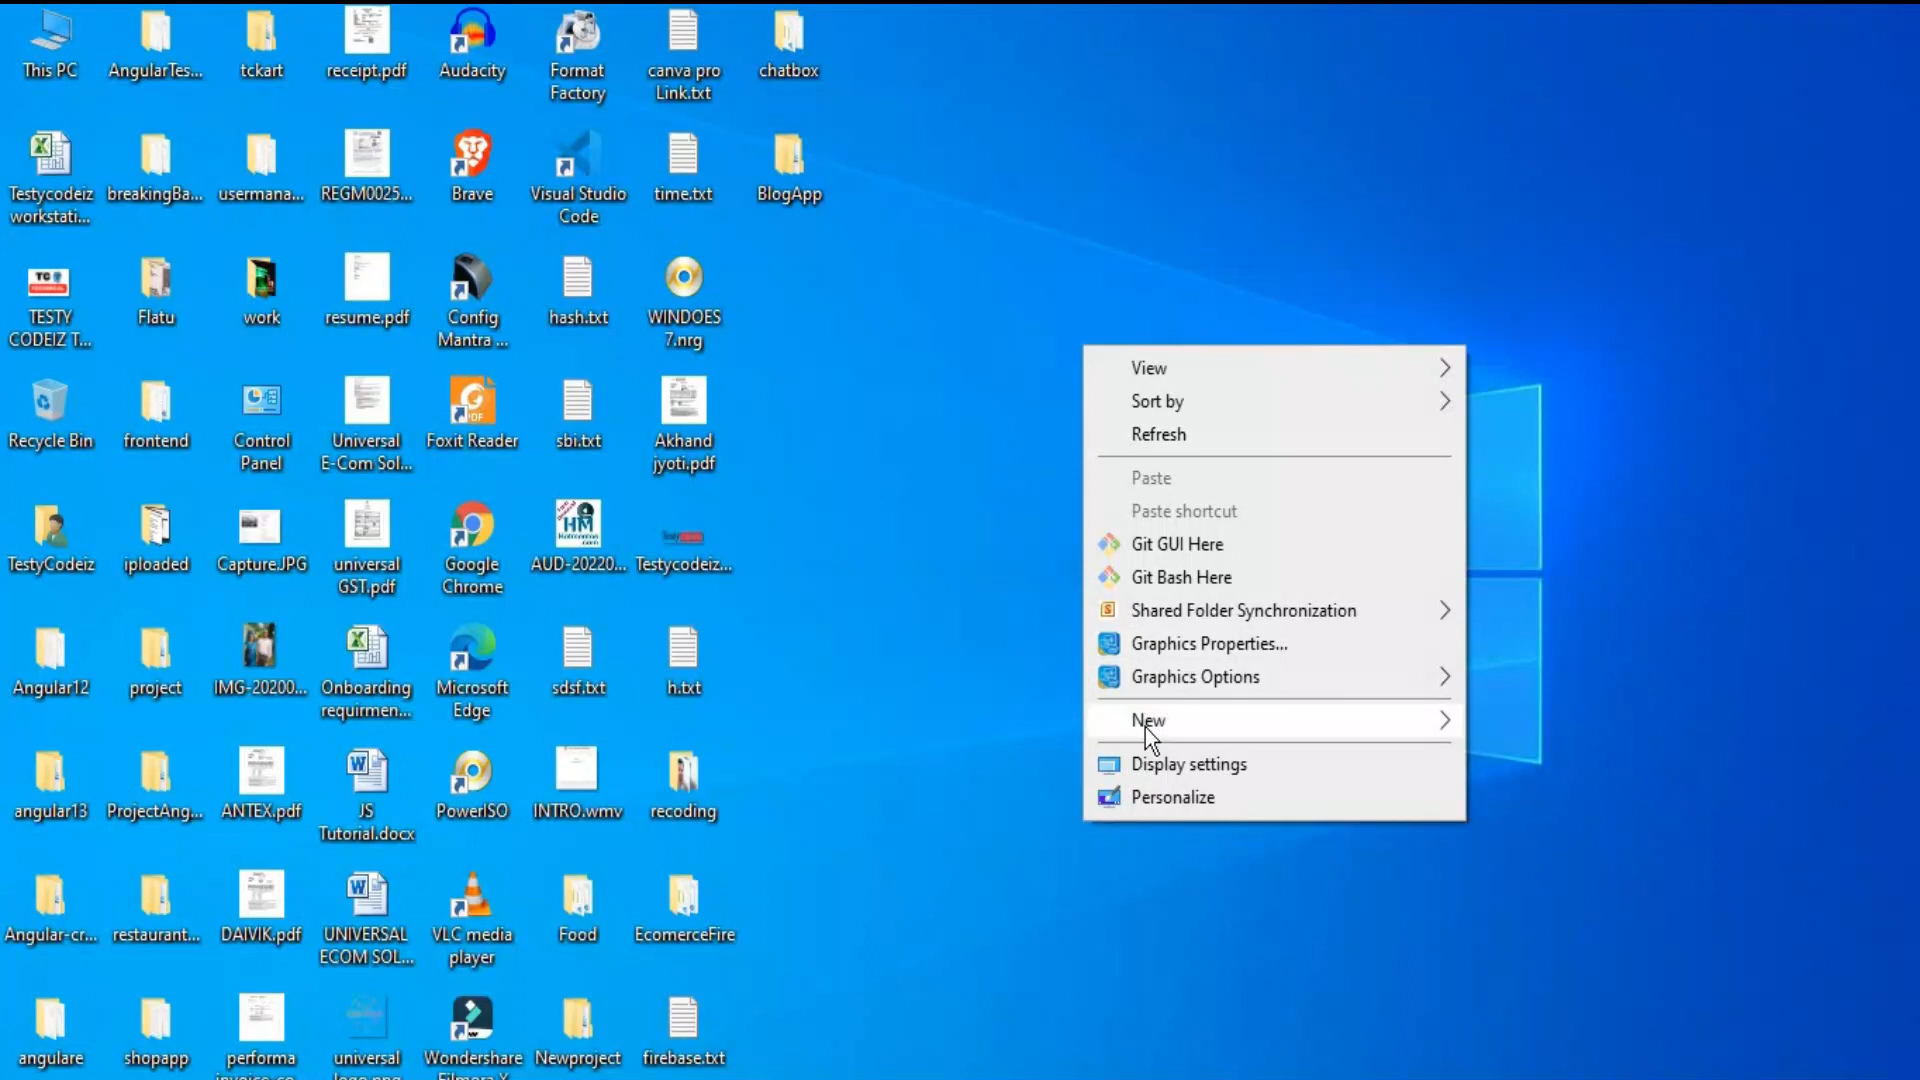 This PC
AngularTes...
tckart
receipt.pdf
Audacity
Format
Factory
canva pro
Link.txt
chatbox
Testycodeiz
workstati...
breakingBa...
usermana...
REGM0025...
Brave
Visual Studio
Code
time.txt
BlogApp
TC
TESTY
CODEIZ T...
Flatu
work
resume.pdf
Config
Mantra ...
hash.txt
WINDOES
7.nrg
Recycle Bin
frontend
Control
Panel
Universal
E-Com Sol...
Foxit Reader
sbi.txt
Akhand
jyoti.pdf
TestyCodeiz
iploaded
Capture.JPG
universal
GST.pdf
Google
Chrome
HM
AUD-20220...
Testycodeiz...
Angular12
project
IMG-20200...
Onboarding
requirmen...
Microsoft
Edge
sdsf.txt
h.txt
angular13
ProjectAng...
ANTEX.pdf
JS
Tutorial.docx
PowerISO
INTRO.wmv
recoding
Angular-cr...
restaurant...
DAIVIK.pdf
UNIVERSAL
ECOM SOL...
VLC media
player
Food
EcomerceFire
angulare
shopapp
performa
invoice-co...
universal
logo.png
Wondershare
Filmora X
Newproject
firebase.txt
View
Sort by
Refresh
Paste
Paste shortcut
Git GUI Here
Git Bash Here
Shared Folder Synchronization
Graphics Properties...
Graphics Options
New
Display settings
Personalize